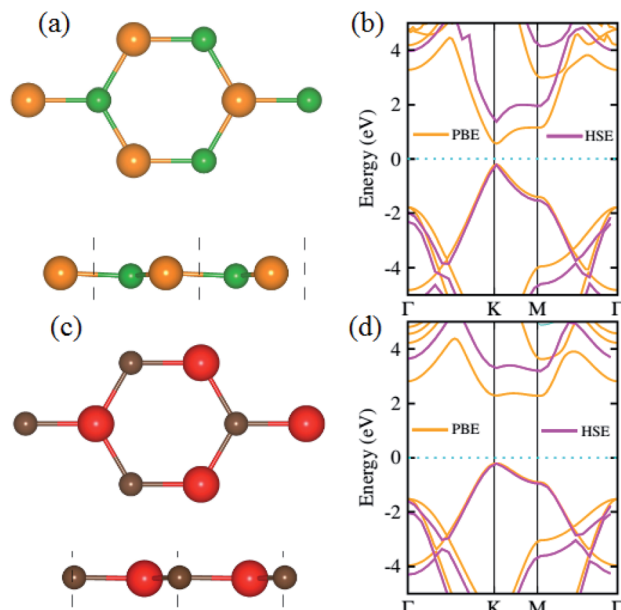 (a)
(b)
4
2
0
-2
-4
Energy (eV)
PBE
HSE
Γ
K
M
Γ
(c)
(d)
4
2
0
-2
-4
Energy (eV)
PBE
HSE
Γ
K
M
Γ